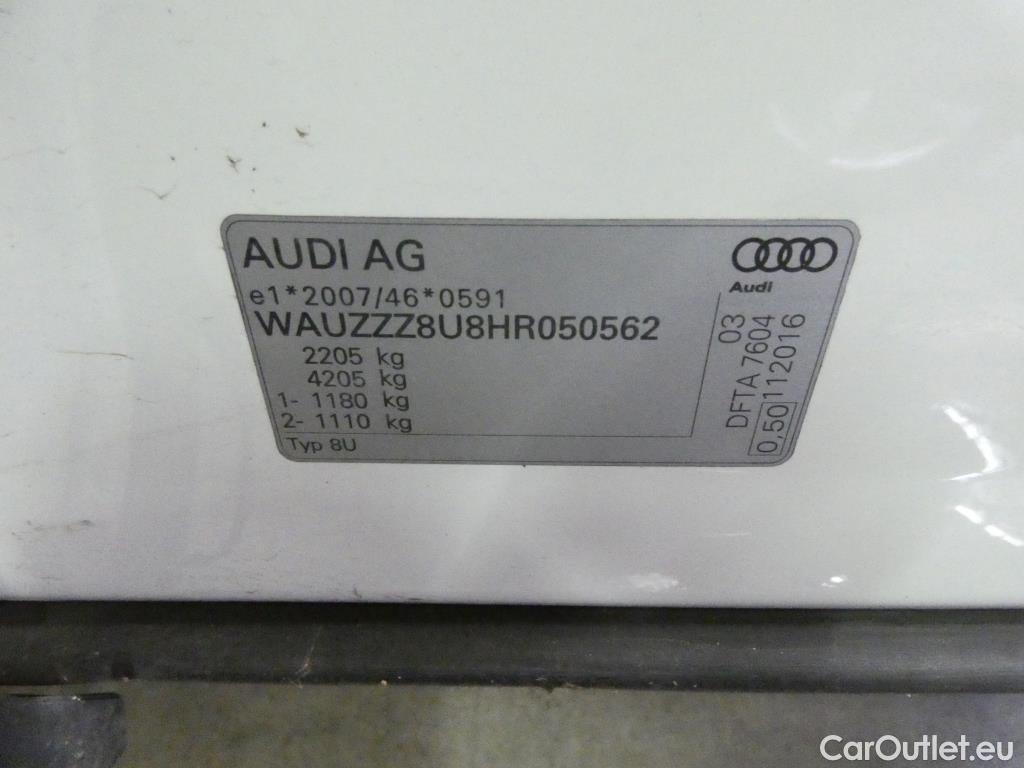 AUDI AG
Audi
e1*2007/46*0591
WAUZZZ8U8HR050562
2205 kg
4205 kg
1- 1180 kg
2- 1110 kg
Typ 8U
03
DFTA 7604
112016
0,50
CarOutlet.eu